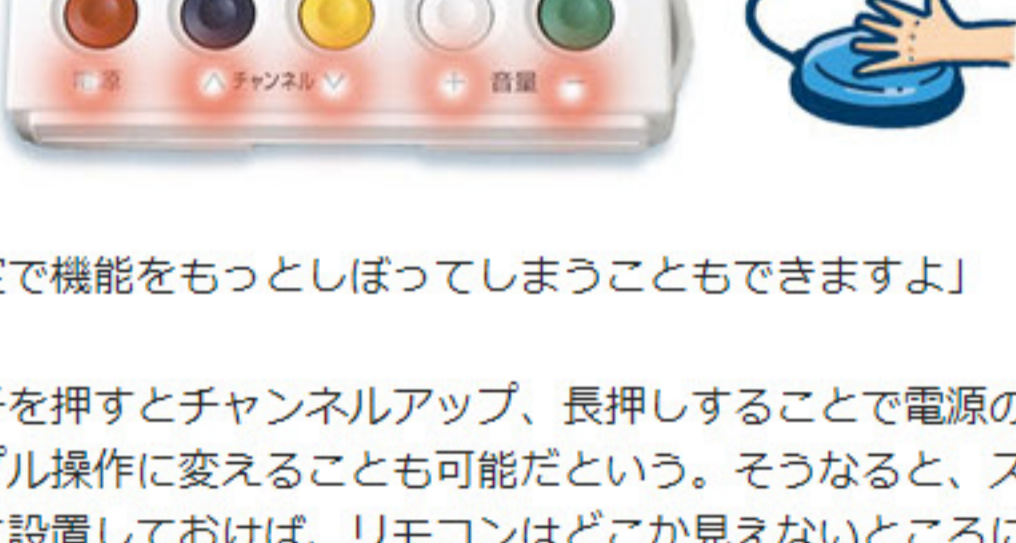 電源 チャンネル + 音量 −
で機能をもっとしぼってしまうこともできますよ」
を押すとチャンネルアップ、長押しすることで電源の
ル操作に変えることも可能だという。そうなると、ス
設置しておけば、リモコンはどこか見えないところに